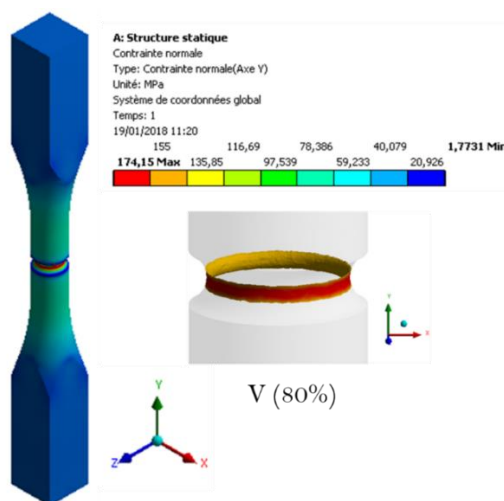 A: Structure statique
Contrainte normale
Type: Contrainte normale(Axe Y)
Unité: MPa
Système de coordonnées global
Temps: 1
19/01/2018 11:20
155 116,69 78,386 40,079 1,7731 Min
174,15 Max 135,85 97,539 59,233 20,926
Y
X
V (80%)
Y
Z X